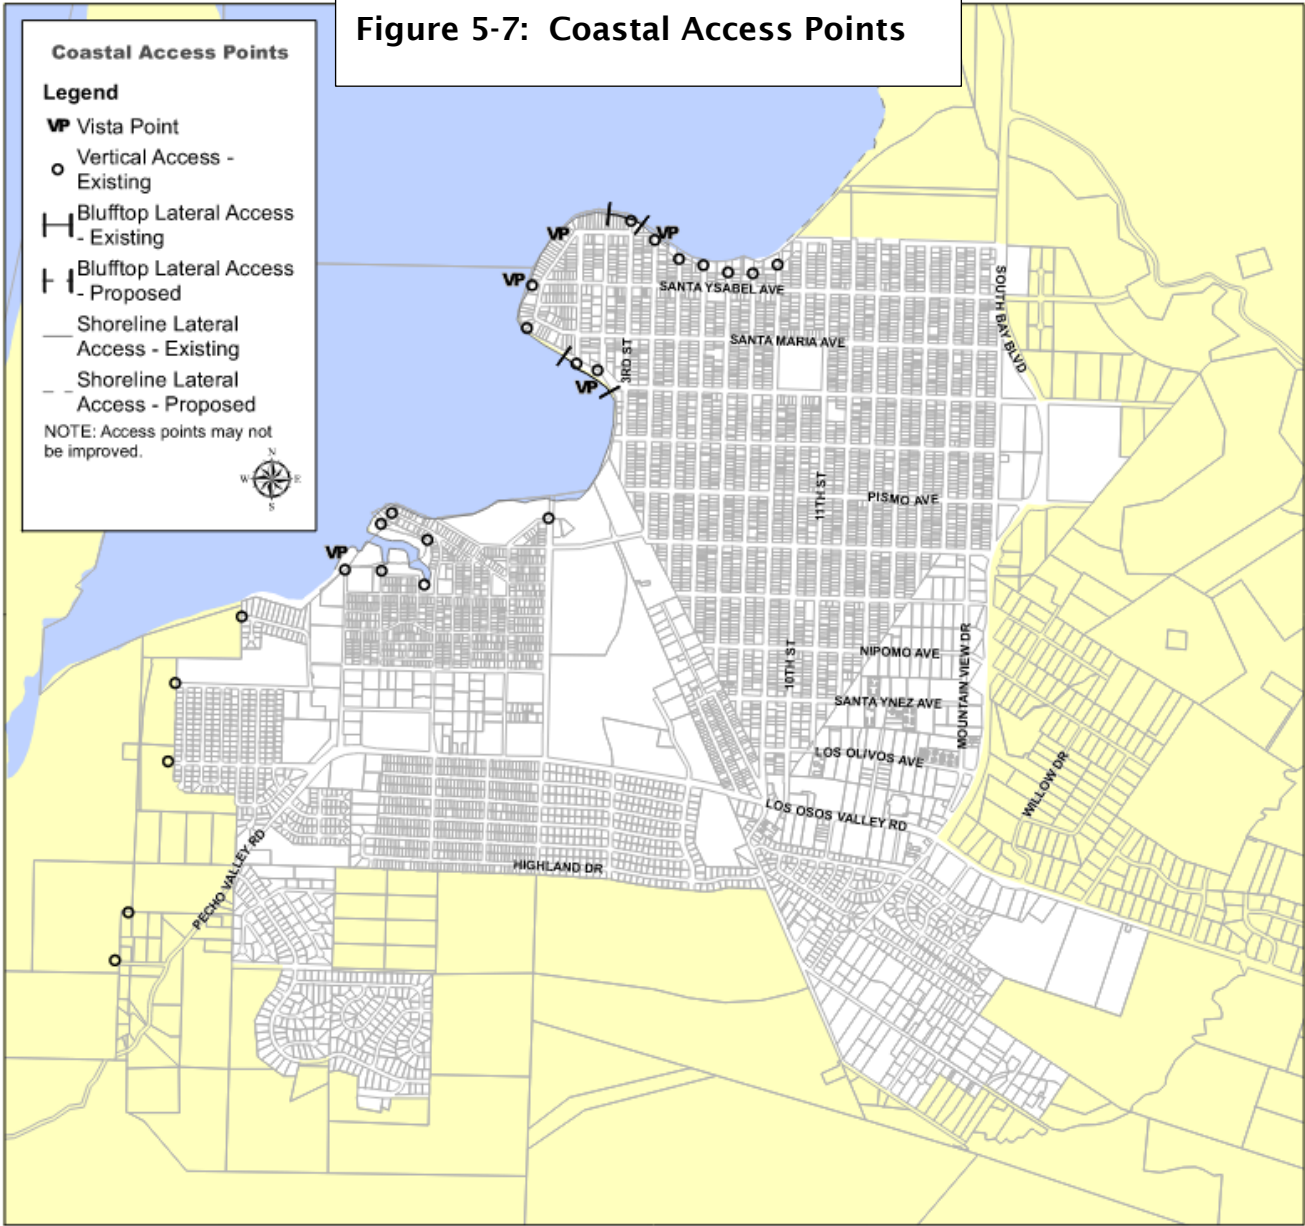 Figure 5-7: Coastal Access Points
Coastal Access Points
Legend
VP Vista Point
Vertical Access -
Existing
Blufftop Lateral Access
- Existing
Blufftop Lateral Access
- Proposed
Shoreline Lateral
Access - Existing
Shoreline Lateral
Access - Proposed
NOTE: Access points may not
be improved.
N
W E
S
VP
VP
VP
SANTA YSABEL AVE
SOUTH BAY BLVD
SANTA MARIA AVE
3RD ST
VP
11TH ST
PISMO AVE
VP
10TH ST
NIPOMO AVE
MOUNTAIN VIEW DR
SANTA YNEZ AVE
LOS OLIVOS AVE
WILLOW DR
LOS OSOS VALLEY RD
PECHO VALLEY RD
HIGHLAND DR